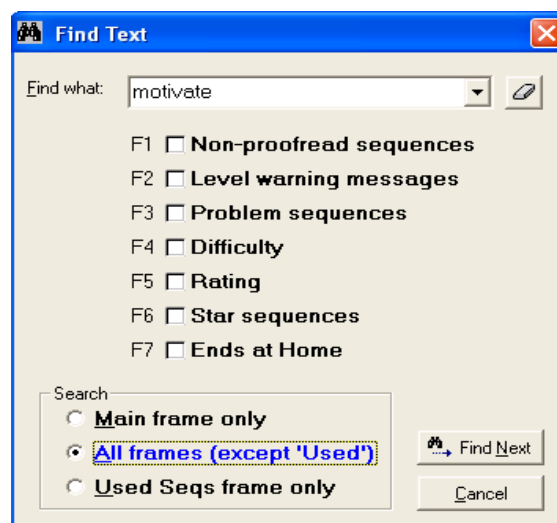 Find Text
Find what: motivate
F1 Non-proofread sequences
F2 Level warning messages
F3 Problem sequences
F4 Difficulty
F5 Rating
F6 Star sequences
F7 Ends at Home
Search
Main frame only
All frames (except 'Used')
Find Next
Used Seqs frame only
Cancel